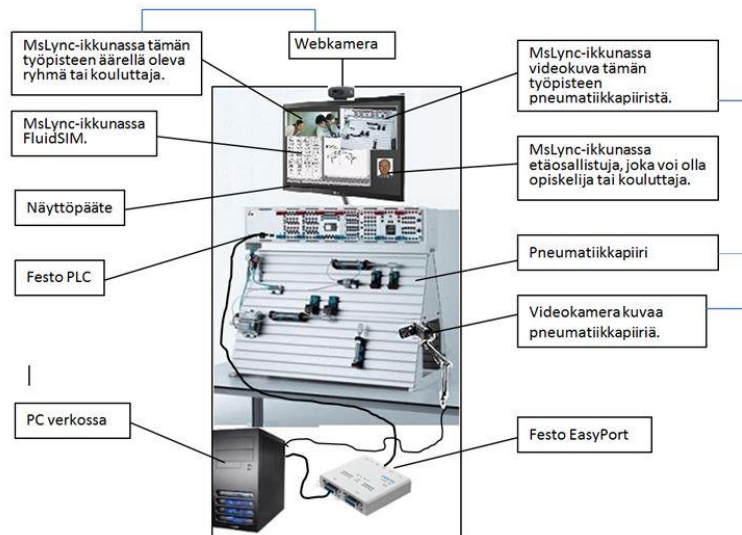 MsLync-ikkunassa tämän
työpisteen äärellä oleva
ryhmä tai kouluttaja.
Webkamera
MsLync-ikkunassa
videokuva tämän
työpisteen
pneumatiikkapiiristä.
MsLync-ikkunassa
FluidSIM.
MsLync-ikkunassa
etäosallistuja, joka voi olla
opiskelija tai kouluttaja.
Näyttöpääte
Festo PLC
Pneumatiikkapiiri
Videokamera kuvaa
pneumatiikkapiiriä.
PC verkossa
Festo EasyPort